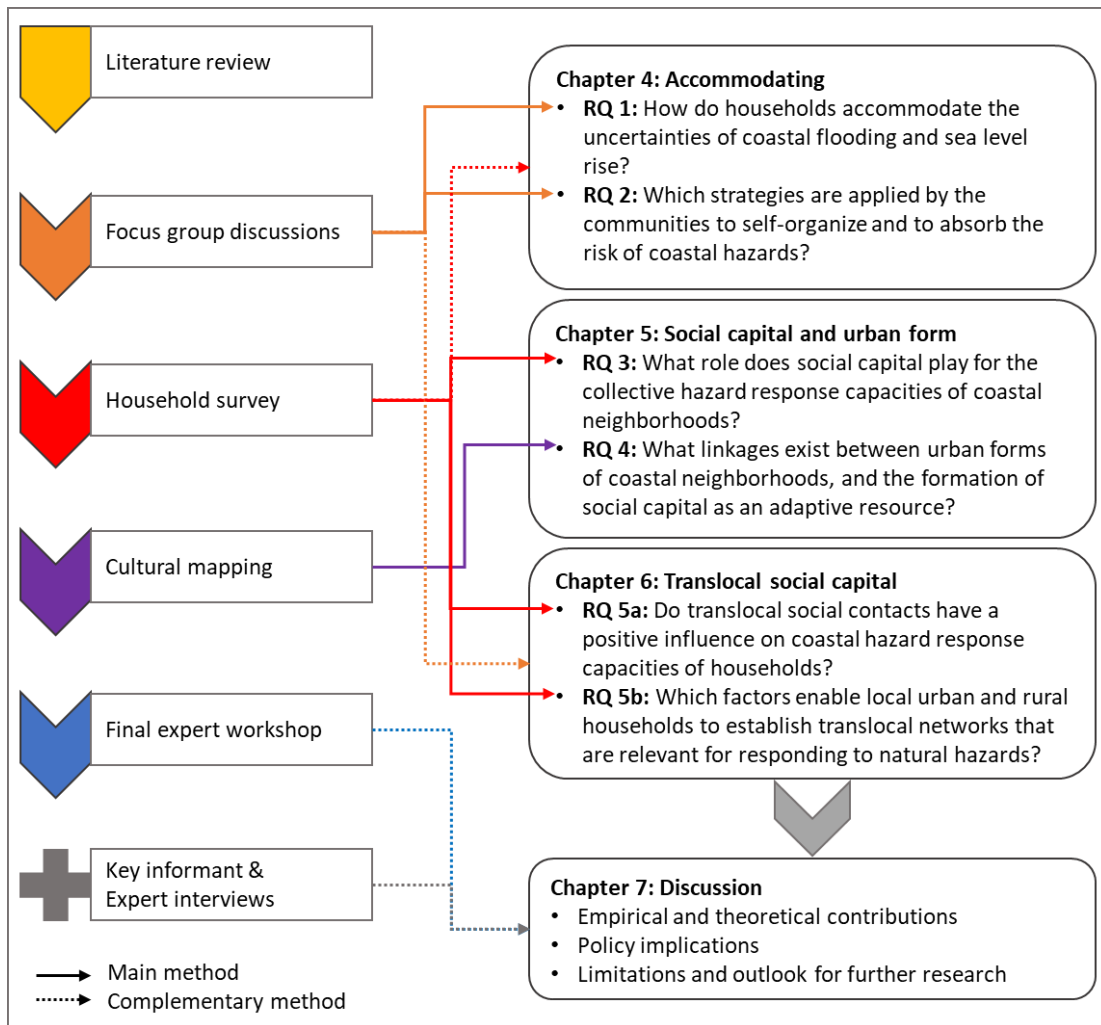 Literature review
Focus group discussions
Household survey
Cultural mapping
Final expert workshop
Key informant &
Expert interviews
Main method
Complementary method
Chapter 4: Accommodating
• RQ 1: How do households accommodate the
uncertainties of coastal flooding and sea level
rise?
• RQ 2: Which strategies are applied by the
communities to self-organize and to absorb the
risk of coastal hazards?
Chapter 5: Social capital and urban form
• RQ 3: What role does social capital play for the
collective hazard response capacities of coastal
neighborhoods?
• RQ 4: What linkages exist between urban forms
of coastal neighborhoods, and the formation of
social capital as an adaptive resource?
Chapter 6: Translocal social capital
• RQ 5a: Do translocal social contacts have a
positive influence on coastal hazard response
capacities of households?
• RQ 5b: Which factors enable local urban and rural
households to establish translocal networks that
are relevant for responding to natural hazards?
Chapter 7: Discussion
• Empirical and theoretical contributions
• Policy implications
• Limitations and outlook for further research